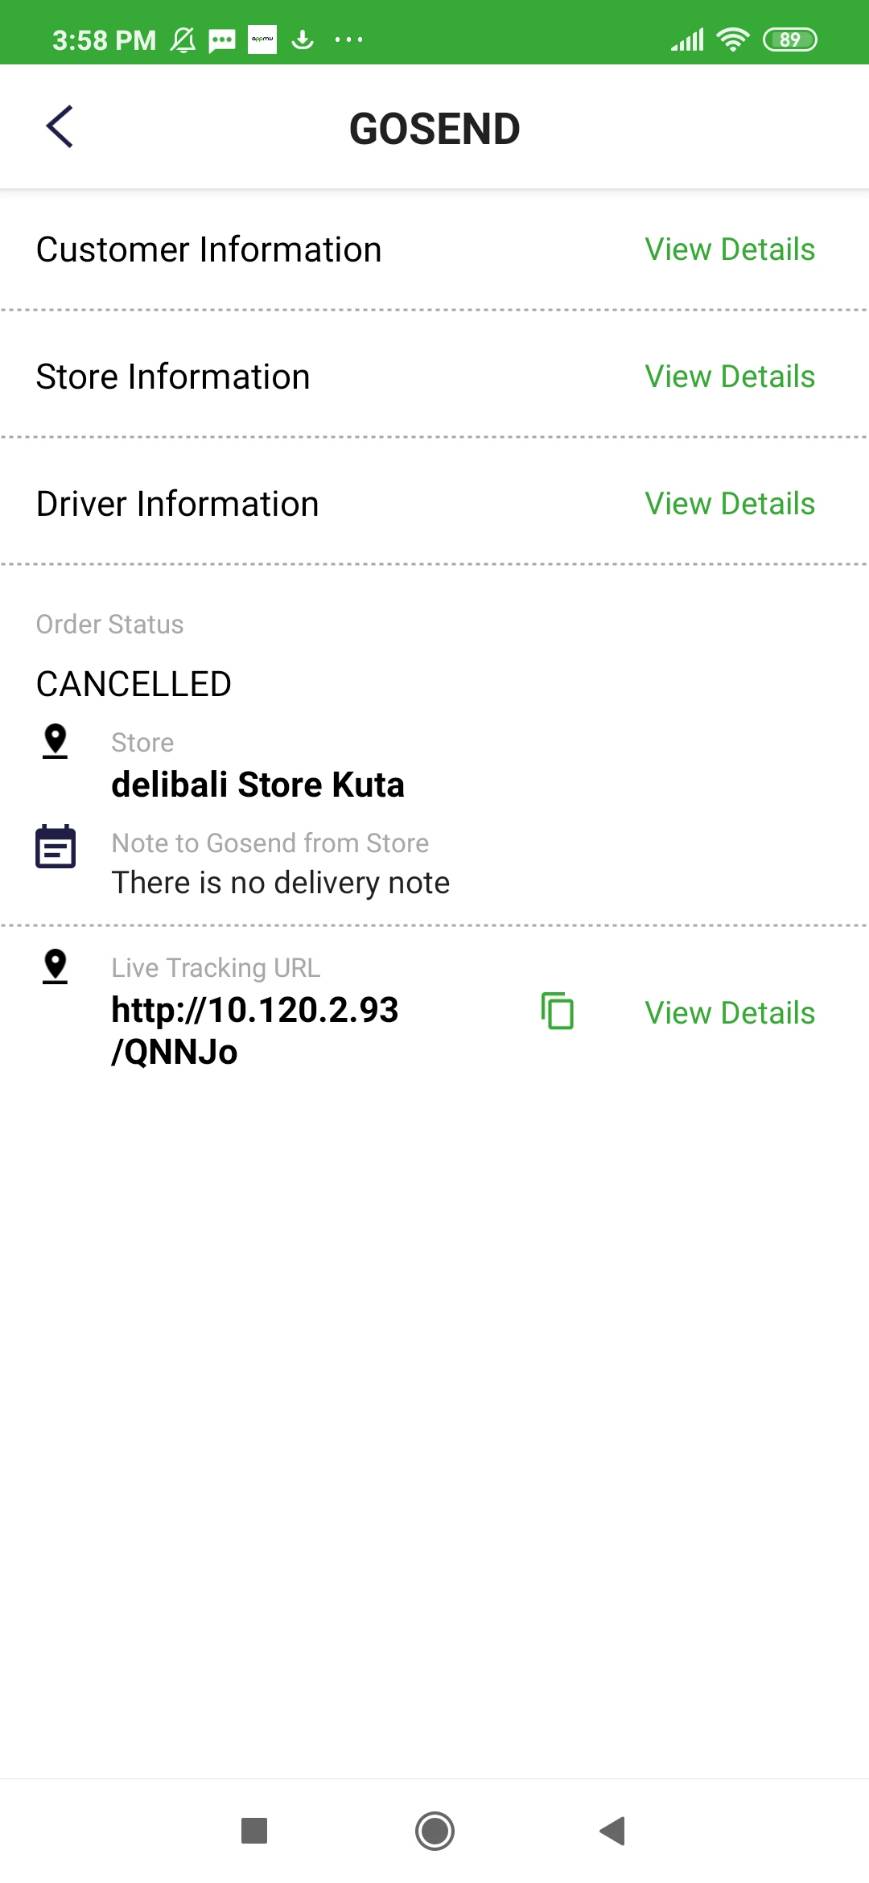 3:58 PM
89
GOSEND
Customer Information View Details
Store Information View Details
Driver Information View Details
Order Status
CANCELLED
Store
delibali Store Kuta
Note to Gosend from Store
There is no delivery note
Live Tracking URL
http://10.120.2.93
/QNNJo
View Details